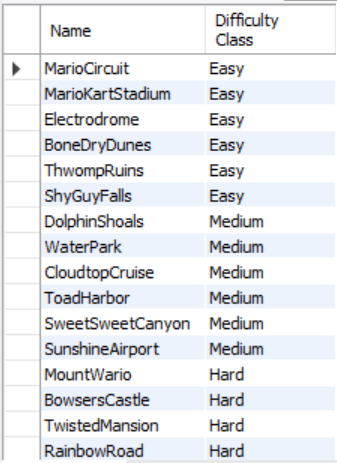 Name Difficulty Class
MarioCircuit Easy
MarioKartStadium Easy
Electrodrome Easy
BoneDryDunes Easy
ThwompRuins Easy
ShyGuyFalls Easy
DolphinShoals Medium
WaterPark Medium
CloudtopCruise Medium
ToadHarbor Medium
SweetSweetCanyon Medium
SunshineAirport Medium
MountWario Hard
BowsersCastle Hard
TwistedMansion Hard
RainbowRoad Hard